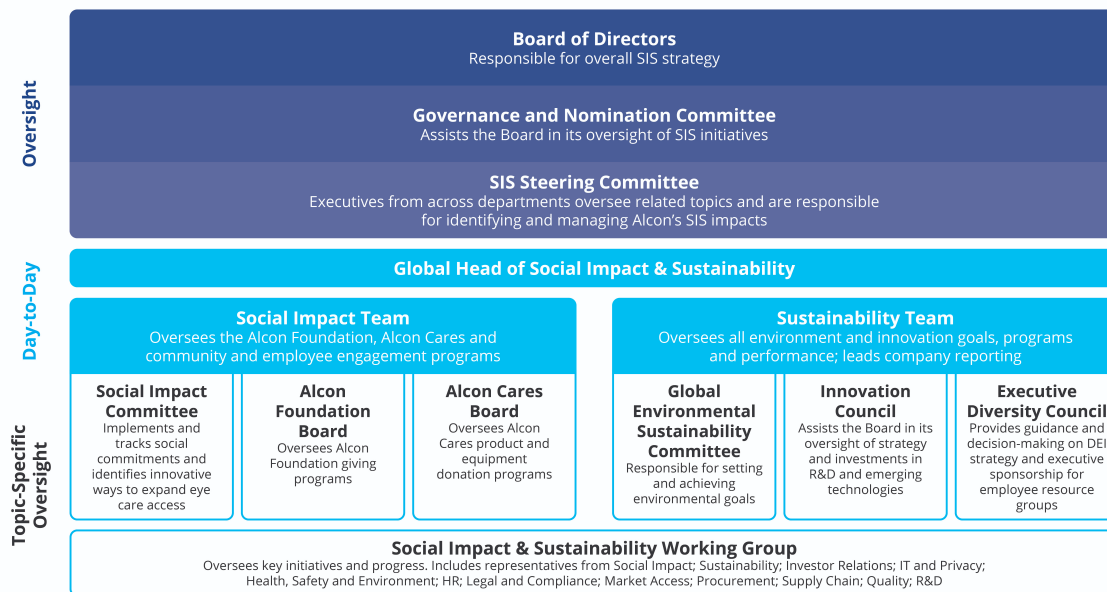 Oversight
Board of Directors
Responsible for overall SIS strategy
Governance and Nomination Committee
Assists the Board in its oversight of SIS initiatives
SIS Steering Committee
Executives from across departments oversee related topics and are responsible
for identifying and managing Alcon's SIS impacts
Day-to-Day
Global Head of Social Impact & Sustainability
Social Impact Team
Oversees the Alcon Foundation, Alcon Cares and
community and employee engagement programs
Sustainability Team
Oversees all environment and innovation goals, programs
and performance; leads company reporting
Topic-Specific
Oversight
Social Impact
Committee
Implements and
tracks social
commitments and
identifies innovative
ways to expand eye
care access
Alcon
Foundation
Board
Oversees Alcon
Foundation giving
programs
Alcon Cares
Board
Oversees Alcon
Cares product and
equipment
donation programs
Global
Environmental
Sustainability
Committee
Responsible for setting
and achieving
environmental goals
Innovation
Council
Assists the Board in its
oversight of strategy
and investments in
R&D and emerging
technologies
Executive
Diversity Council
Provides guidance and
decision-making on DEI
strategy and executive
sponsorship for
employee resource
groups
Social Impact & Sustainability Working Group
Oversees key initiatives and progress. Includes representatives from Social Impact; Sustainability; Investor Relations; IT and Privacy;
Health, Safety and Environment; HR; Legal and Compliance; Market Access; Procurement; Supply Chain; Quality; R&D